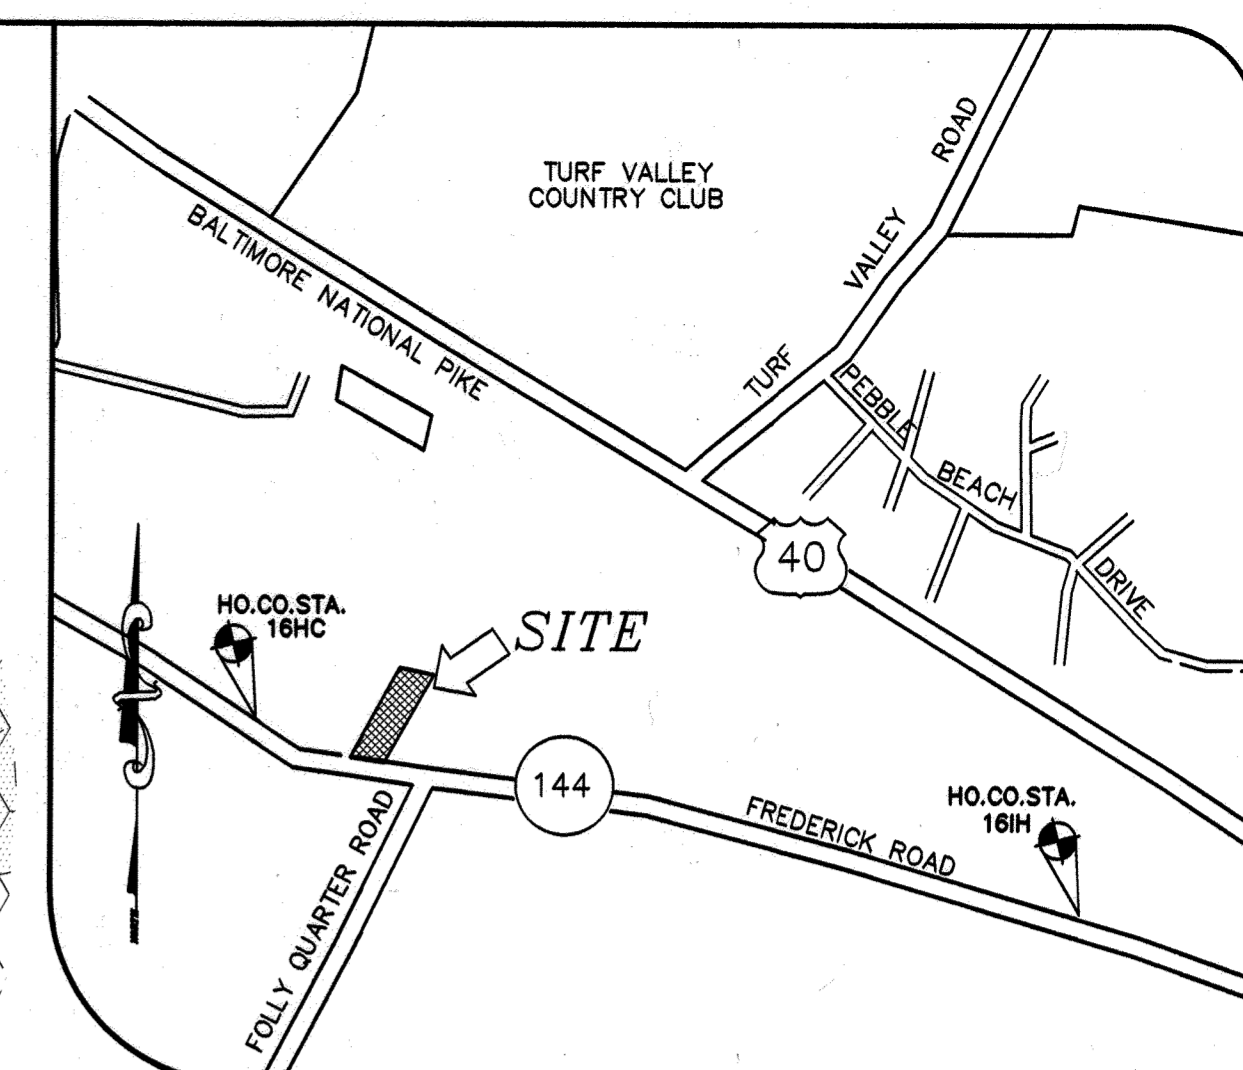 TURF VALLEY
COUNTRY CLUB
TURF VALLEY ROAD
BALTIMORE NATIONAL PIKE
PEBBLE BEACH DRIVE
40
HO.CO.STA.
16HC
SITE
144
FREDERICK ROAD
HO.CO.STA.
16IH
FOLLY QUARTER ROAD